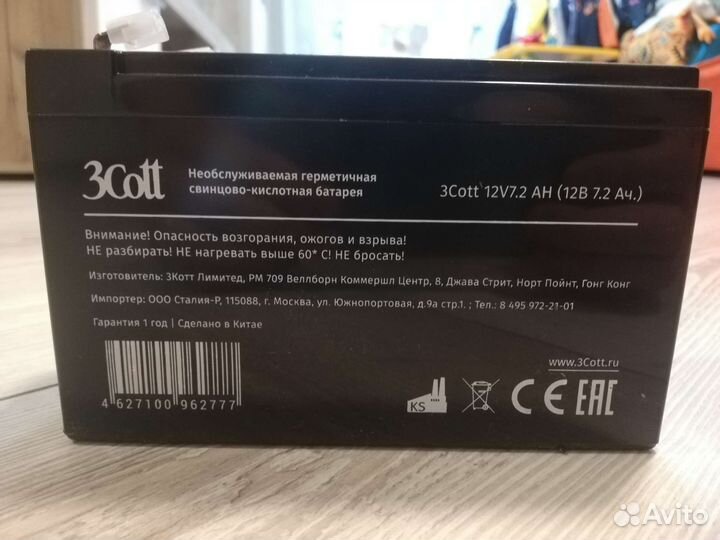 3Cott
Необслуживаемая герметичная
свинцово-кислотная батарея
3Cott 12V7.2 AH (12В 7.2 Ач.)
Внимание! Опасность возгорания, ожогов и взрыва!
НЕ РАЗБИРАТЬ! НЕ НАГРЕВАТЬ ВЫШЕ 60* С! НЕ БРОСАТЬ!
Изготовитель: 3Котт Лимитед, РМ 709 Веллборн Коммершл Центр, 8, Джава Стрит, Норт Пойнт, Гонг Конг
Импортер: ООО Сталия-Р, 115088, г. Москва, ул. Южнопортовая, д.9а стр.1. ; Тел.: 8 495 972-21-01
Гарантия 1 год | Сделано в Китае
www.3Cott.ru
4 627100 962777
KS
CE EAC
Avito